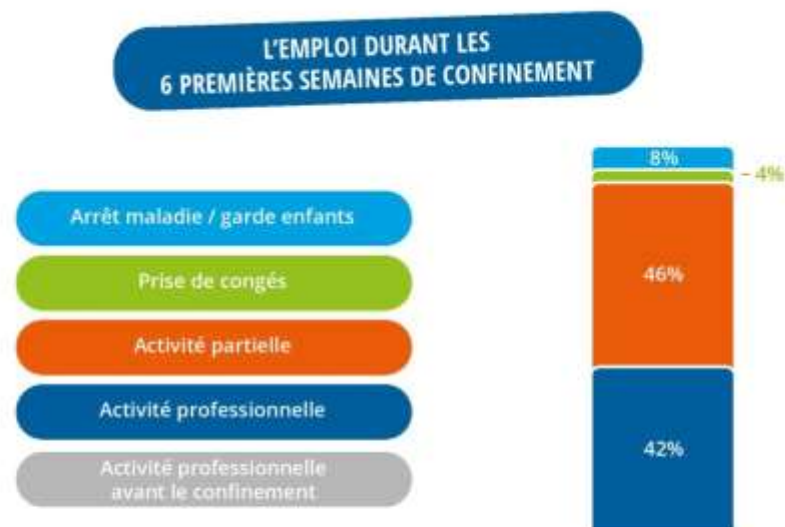 L'EMPLOI DURANT LES
6 PREMIÈRES SEMAINES DE CONFINEMENT
8%
– 4%
Arrêt maladie / garde enfants
Prise de congés
46%
Activité partielle
Activité professionnelle
42%
Activité professionnelle
avant le confinement